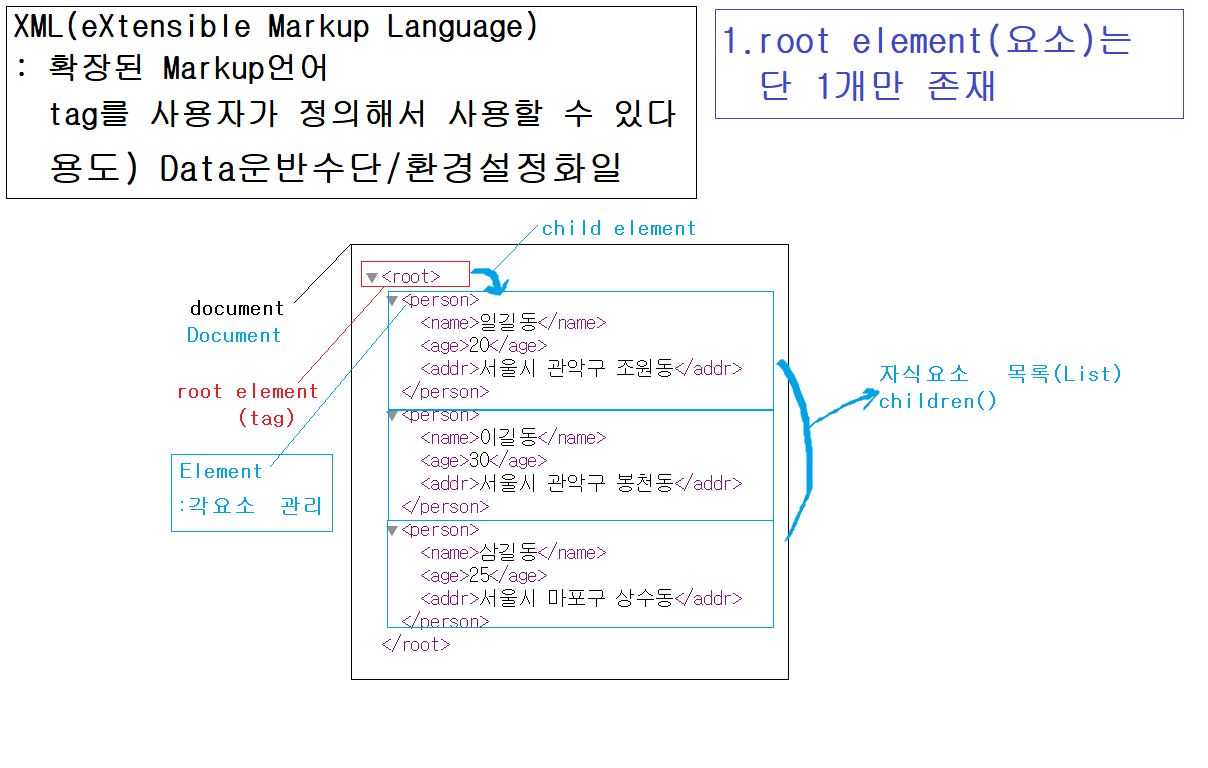 XML(eXtensible Markup Language)
: 확장된 Markup언어
tag를 사용자가 정의해서 사용할 수 있다
용도) Data운반수단/환경설정화일
1.root element(요소)는
단 1개만 존재
child element
document
Document
root element
(tag)
Element
:각요소 관리
▼<root>
▼<person>
<name>일길동</name>
<age>20</age>
<addr>서울시 관악구 조원동</addr>
</person>
▼<person>
<name>이길동</name>
<age>30</age>
<addr>서울시 관악구 봉천동</addr>
</person>
▼<person>
<name>삼길동</name>
<age>25</age>
<addr>서울시 마포구 상수동</addr>
</person>
</root>
자식요소 목록(List)
children()